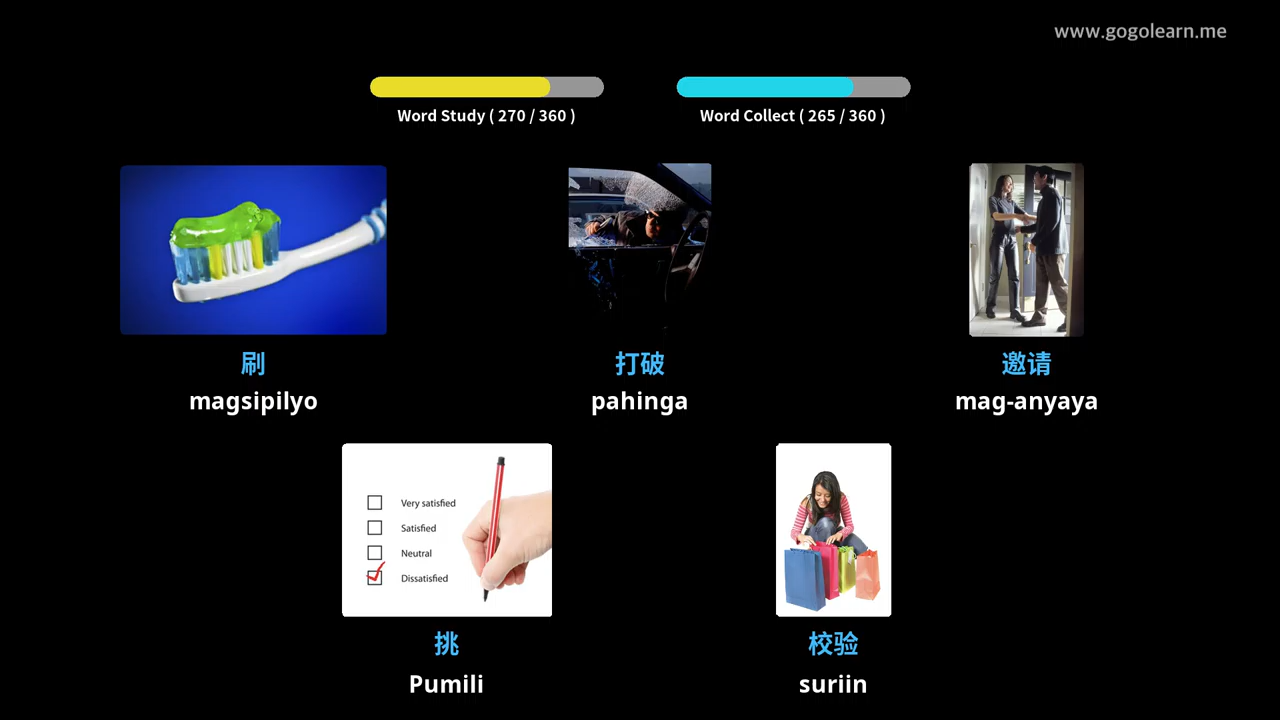 www.gogolearn.me
Word Study ( 270 / 360 )
Word Collect ( 265 / 360 )
刷
magsipilyo
打破
pahinga
邀请
mag-anyaya
Very satisfied
Satisfied
Neutral
Dissatisfied
挑
Pumili
校验
suriin